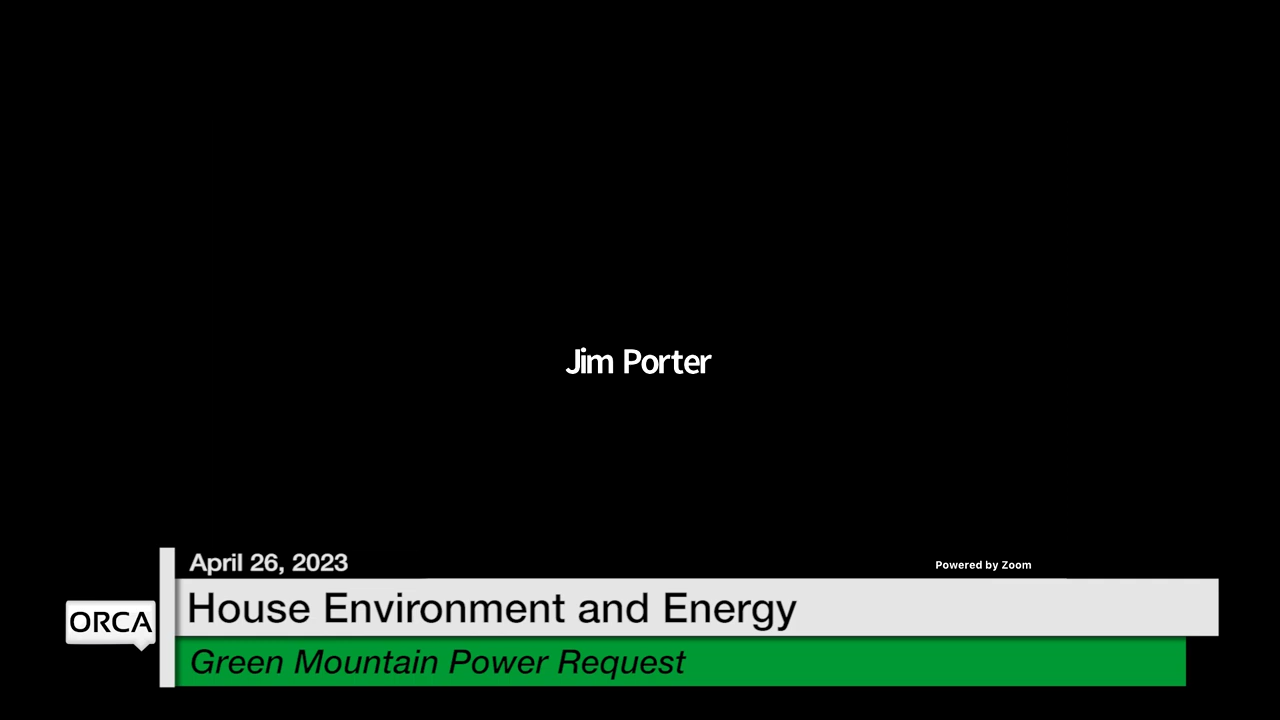 Jim Porter
April 26, 2023
Powered by Zoom
House Environment and Energy
ORCA
Green Mountain Power Request